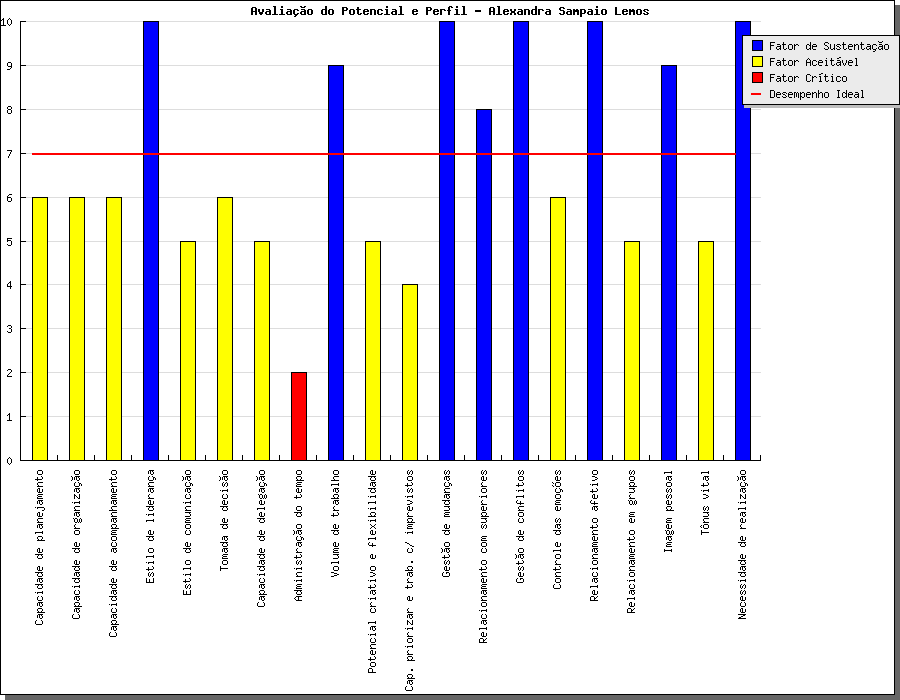 Avaliação do Potencial e Perfil - Alexandra Sampaio Lemos
Fator de Sustentação
Fator Aceitável
Fator Crítico
Desempenho Ideal
10
9
8
7
6
5
4
3
2
1
0
Capacidade de planejamento
Capacidade de organização
Capacidade de acompanhamento
Estilo de liderança
Estilo de comunicação
Tomada de decisão
Capacidade de delegação
Administração do tempo
Volume de trabalho
Potencial criativo e flexibilidade
Cap. priorizar e trab. c/ imprevistos
Gestão de mudanças
Relacionamento com superiores
Gestão de conflitos
Controle das emoções
Relacionamento afetivo
Relacionamento em grupos
Imagem pessoal
Tônus vital
Necessidade de realização